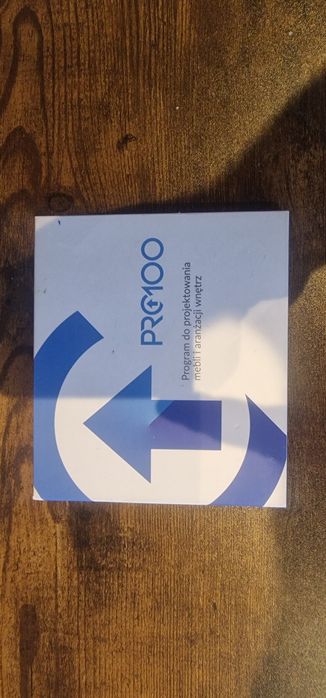 PRO100
Program do projektowania
mebli i aranżacji wnętrz